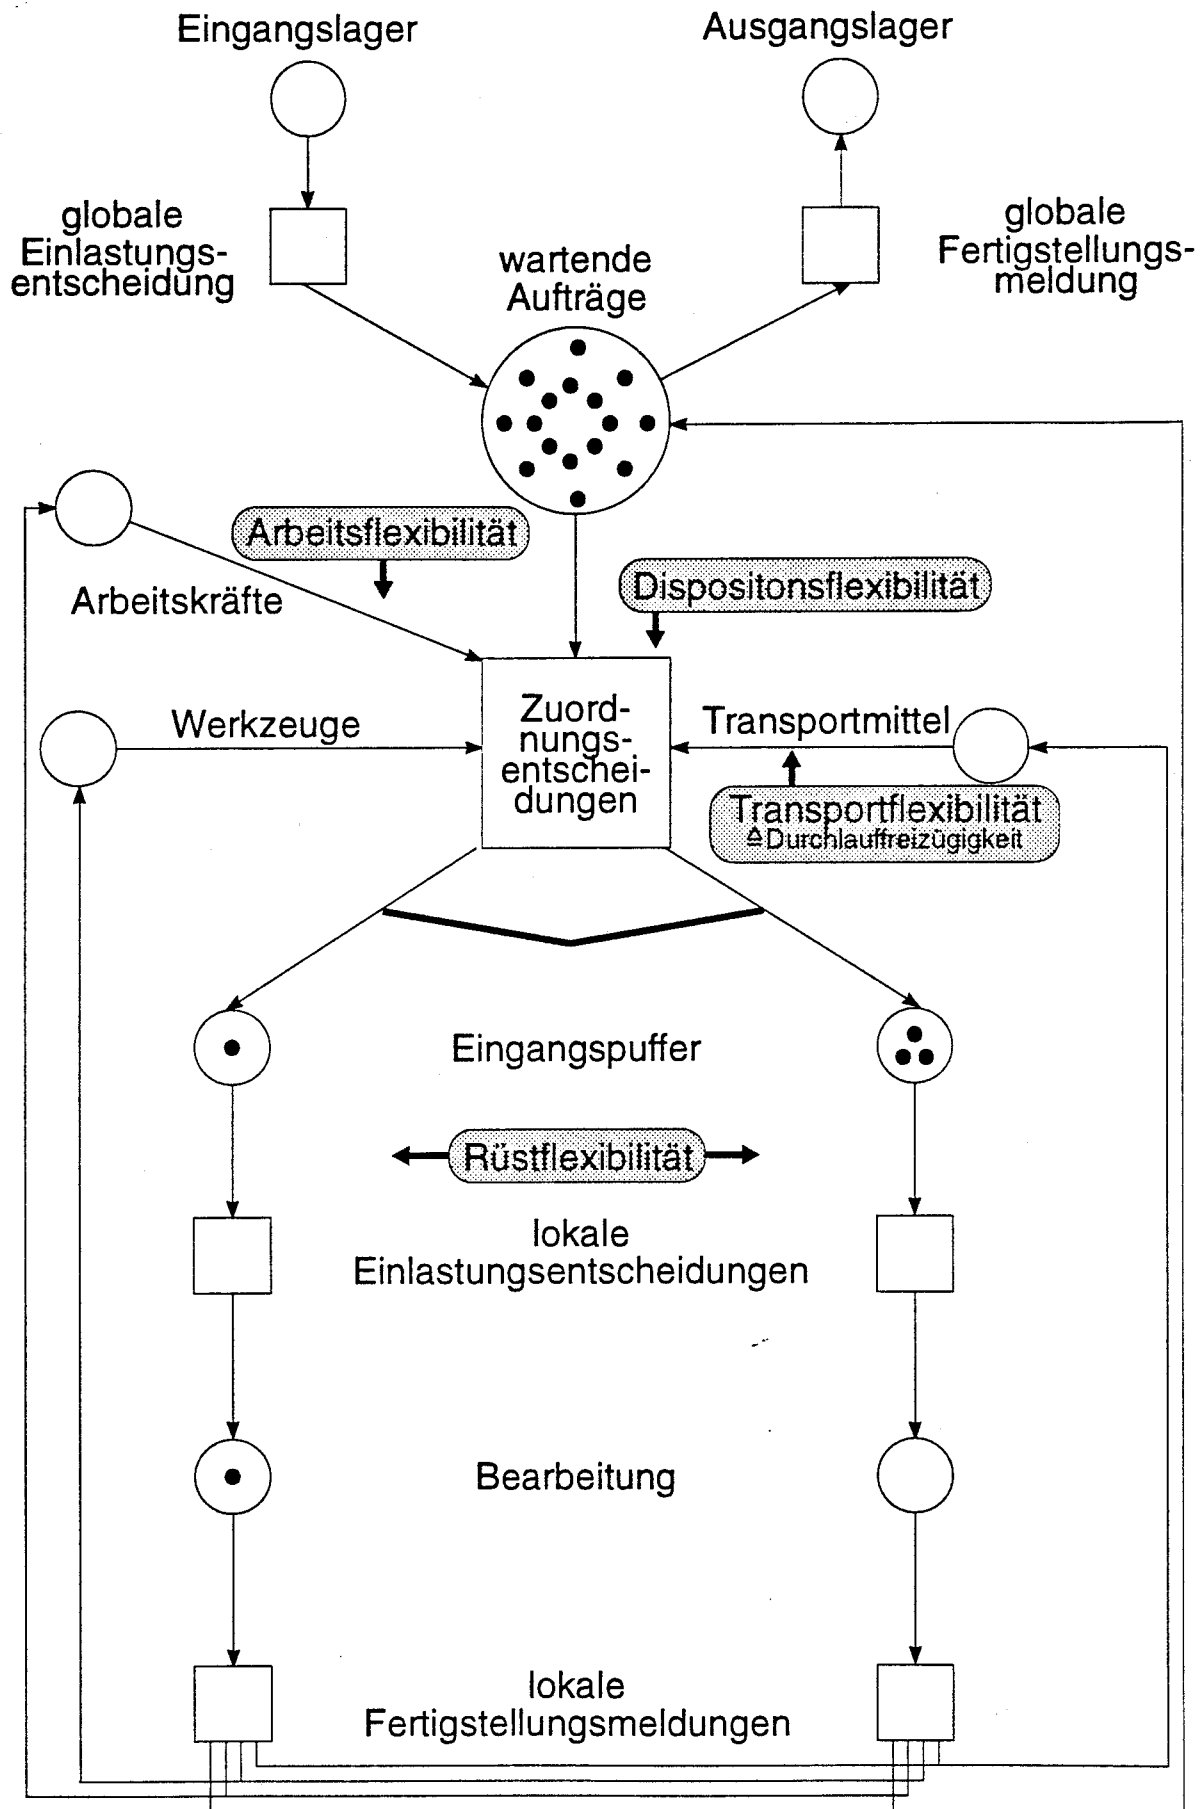 Eingangslager
Ausgangslager
globale
Einlastungs-
entscheidung
wartende
Aufträge
globale
Fertigstellungs-
meldung
Arbeitsflexibilität
Arbeitskräfte
Dispositonsflexibilität
Werkzeuge
Zuord-
nungs-
entschei-
dungen
Transportmittel
Transportflexibilität
≙Durchlauffreizügigkeit
Eingangspuffer
Rüstflexibilität
lokale
Einlastungsentscheidungen
Bearbeitung
lokale
Fertigstellungsmeldungen